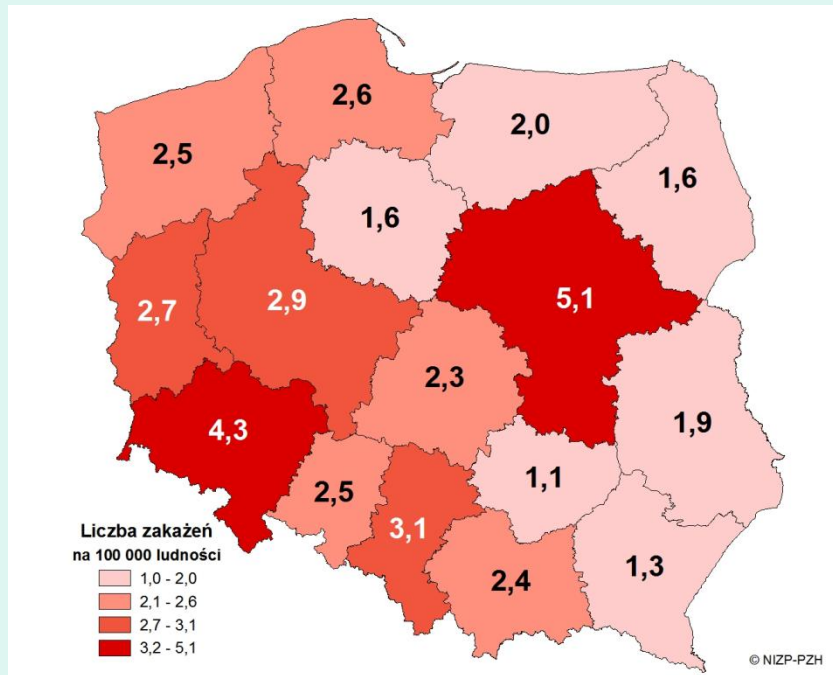 2,6
2,0
2,5
1,6
1,6
5,1
2,7
2,9
2,3
4,3
1,9
1,1
2,5
3,1
2,4
1,3
Liczba zakażeń
na 100 000 ludności
1,0 - 2,0
2,1 - 2,6
2,7 - 3,1
3,2 - 5,1
© NIZP-PZH